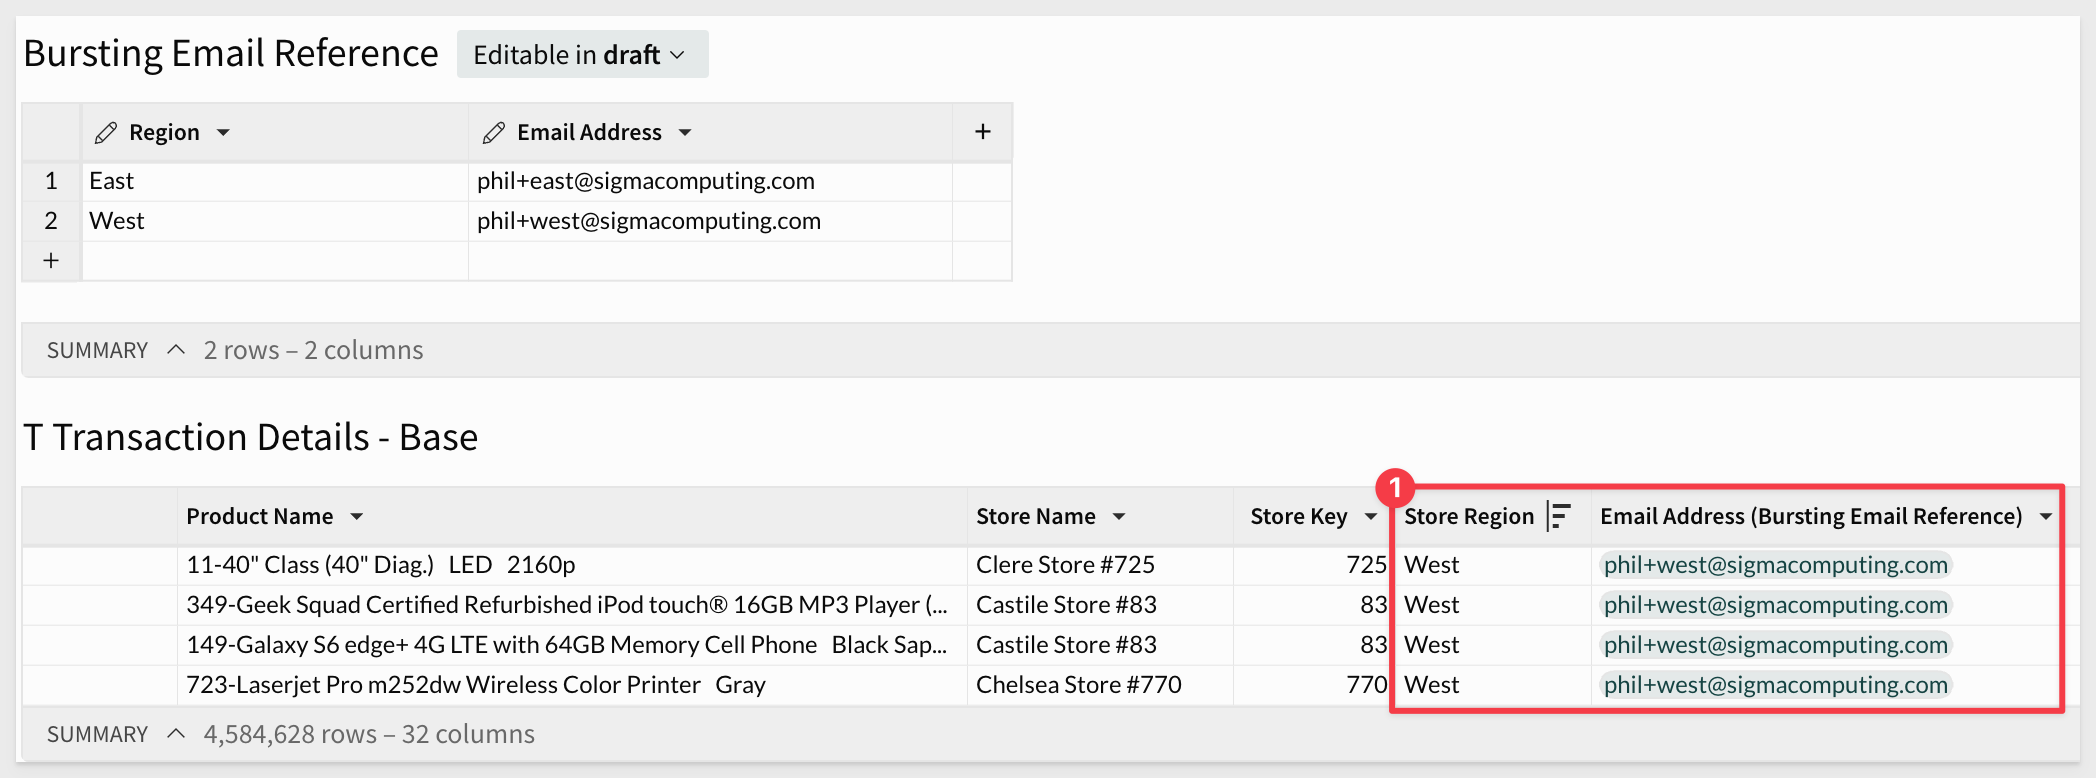 Bursting Email Reference Editable in draft
Region Email Address +
1 East phil+east@sigmacomputing.com
2 West phil+west@sigmacomputing.com
+
SUMMARY 2 rows – 2 columns
T Transaction Details - Base
1
Product Name Store Name Store Key Store Region Email Address (Bursting Email Reference)
11-40" Class (40" Diag.) LED 2160p Clere Store #725 725 West phil+west@sigmacomputing.com
349-Geek Squad Certified Refurbished iPod touch® 16GB MP3 Player (... Castile Store #83 83 West phil+west@sigmacomputing.com
149-Galaxy S6 edge+ 4G LTE with 64GB Memory Cell Phone Black Sap... Castile Store #83 83 West phil+west@sigmacomputing.com
723-Laserjet Pro m252dw Wireless Color Printer Gray Chelsea Store #770 770 West phil+west@sigmacomputing.com
SUMMARY 4,584,628 rows – 32 columns